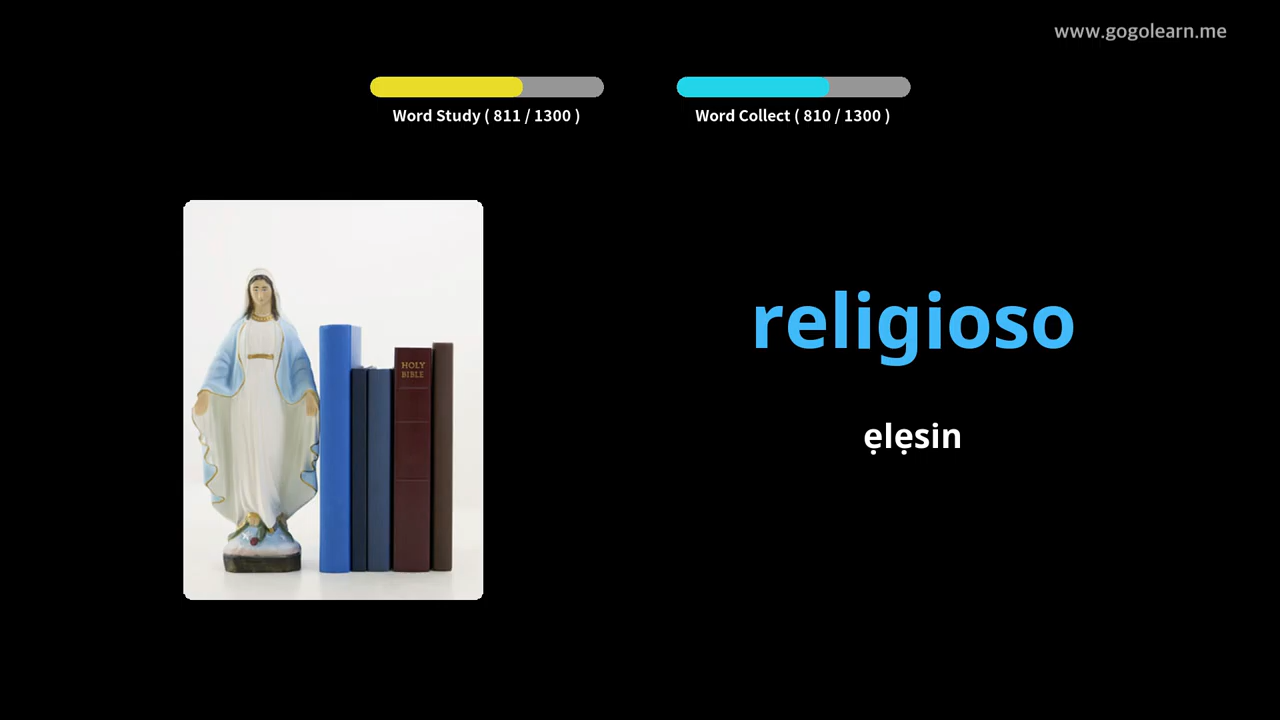 www.gogolearn.me
Word Study ( 811 / 1300 )
Word Collect ( 810 / 1300 )
HOLY
BIBLE
religioso
ẹlẹsin